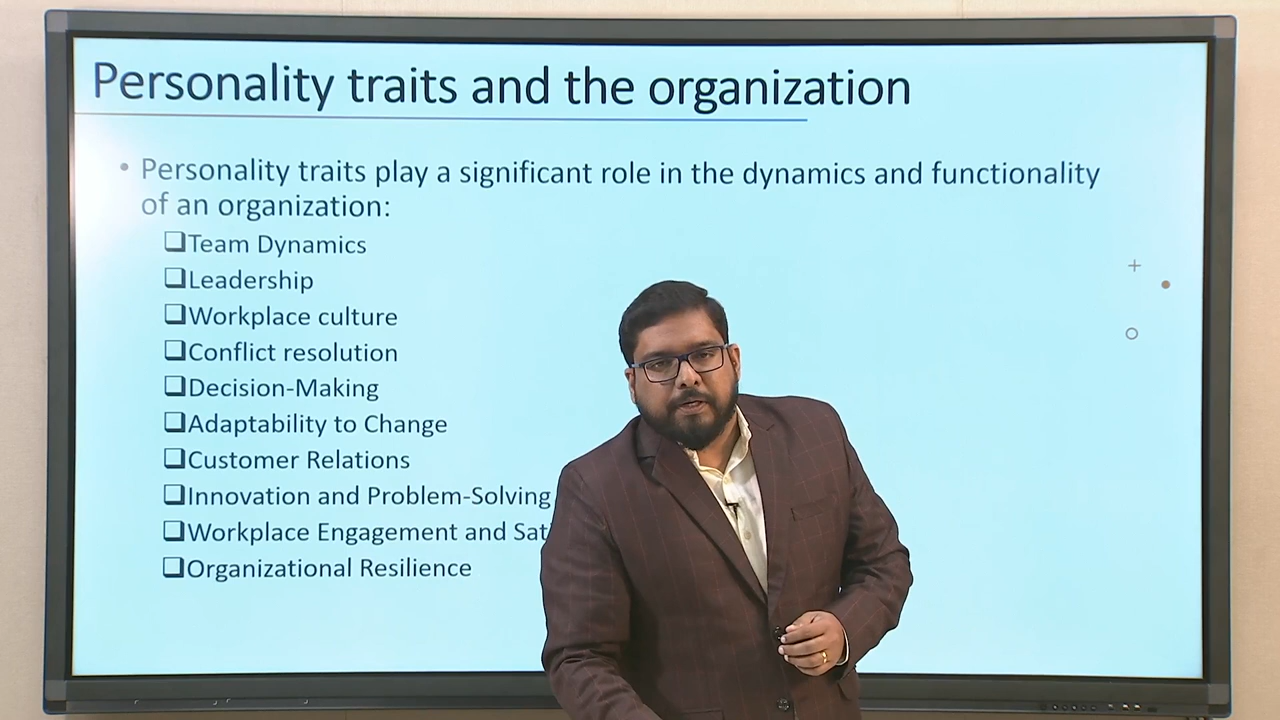 Personality traits and the organization
• Personality traits play a significant role in the dynamics and functionality
of an organization:
❑Team Dynamics
❑Leadership
❑Workplace culture
❑Conflict resolution
❑Decision-Making
❑Adaptability to Change
❑Customer Relations
❑Innovation and Problem-Solving
❑Workplace Engagement and Sat
❑Organizational Resilience